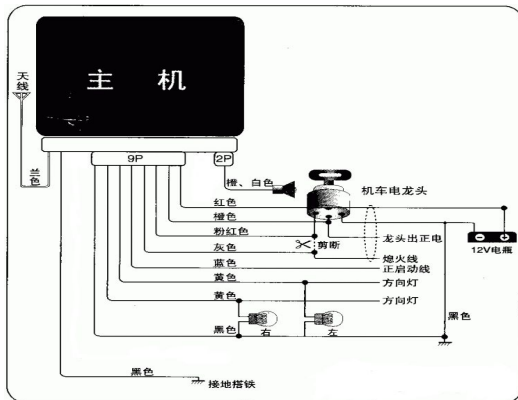 天线
主 机
兰色
9P
2P
橙、白色
机车电龙头
红色
橙色
粉红色
剪断
龙头出正电
12V电瓶
灰色
熄火线
蓝色
正启动线
黄色
方向灯
黄色
方向灯
黑色
黑色
右
左
黑色
接地搭铁